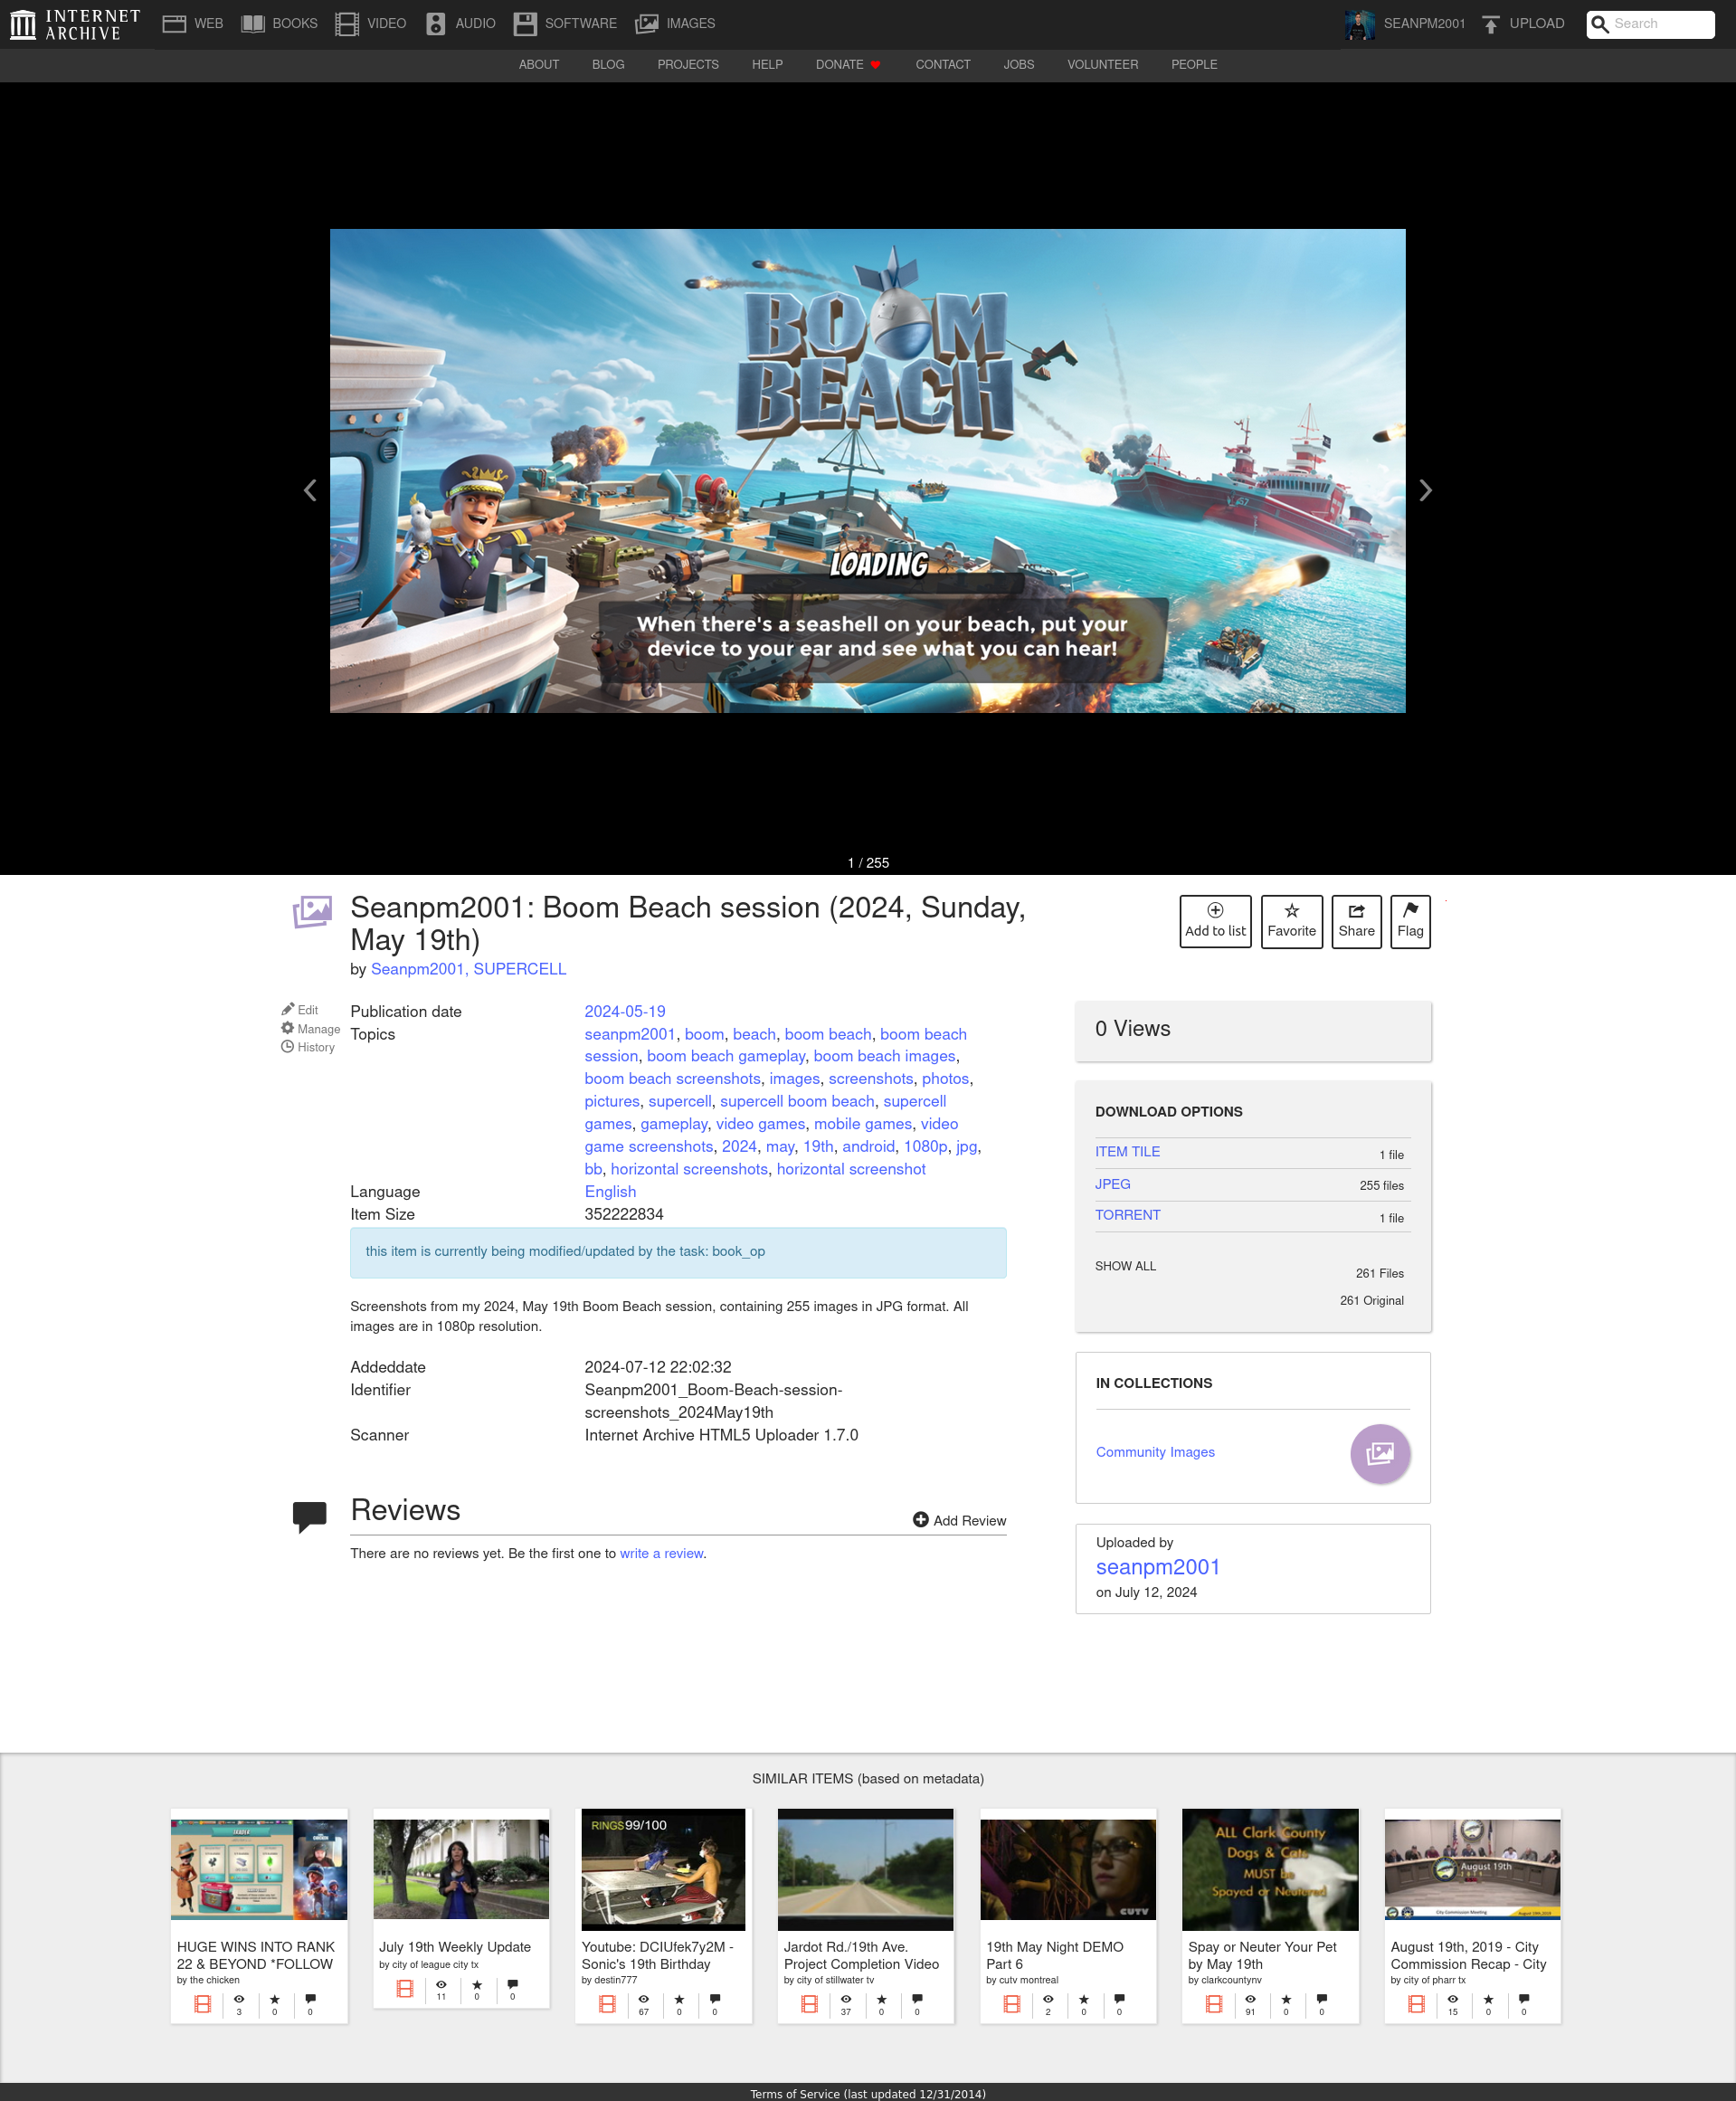 INTERNET
ARCHIVE
WEB
BOOKS
VIDEO
AUDIO
SOFTWARE
IMAGES
SEANPM2001
UPLOAD
Search
ABOUT
BLOG
PROJECTS
HELP
DONATE
CONTACT
JOBS
VOLUNTEER
PEOPLE
BOOM
BEACH
LOADING
When there's a seashell on your beach, put your
device to your ear and see what you can hear!
1 / 255
Seanpm2001: Boom Beach session (2024, Sunday,
May 19th)
by Seanpm2001, SUPERCELL
Add to list
Favorite
Share
Flag
Edit
Manage
History
Publication date 2024-05-19
Topics seanpm2001, boom, beach, boom beach, boom beach
session, boom beach gameplay, boom beach images,
boom beach screenshots, images, screenshots, photos,
pictures, supercell, supercell boom beach, supercell
games, gameplay, video games, mobile games, video
game screenshots, 2024, may, 19th, android, 1080p, jpg,
bb, horizontal screenshots, horizontal screenshot
Language English
Item Size 352222834
this item is currently being modified/updated by the task: book_op
Screenshots from my 2024, May 19th Boom Beach session, containing 255 images in JPG format. All
images are in 1080p resolution.
Addeddate 2024-07-12 22:02:32
Identifier Seanpm2001_Boom-Beach-session-
screenshots_2024May19th
Scanner Internet Archive HTML5 Uploader 1.7.0
Reviews
Add Review
There are no reviews yet. Be the first one to write a review.
0 Views
DOWNLOAD OPTIONS
ITEM TILE 1 file
JPEG 255 files
TORRENT 1 file
SHOW ALL 261 Files
261 Original
IN COLLECTIONS
Community Images
Uploaded by
seanpm2001
on July 12, 2024
SIMILAR ITEMS (based on metadata)
TRADER
HUGE WINS INTO RANK
22 & BEYOND *FOLLOW
by the chicken
3 0 0
July 19th Weekly Update
by city of league city tx
11 0 0
RINGS 99/100
Youtube: DCIUfek7y2M -
Sonic's 19th Birthday
by destin777
67 0 0
Jardot Rd./19th Ave.
Project Completion Video
by city of stillwater tv
37 0 0
CUTV
19th May Night DEMO
Part 6
by cutv montreal
2 0 0
ALL Clark County
Dogs & Cats
MUST be
Spayed or Neutered
Spay or Neuter Your Pet
by May 19th
by clarkcountynv
91 0 0
August 19th
2019
City Commission Meeting
August 19th, 2019 - City
Commission Recap - City
by city of pharr tx
15 0 0
Terms of Service (last updated 12/31/2014)